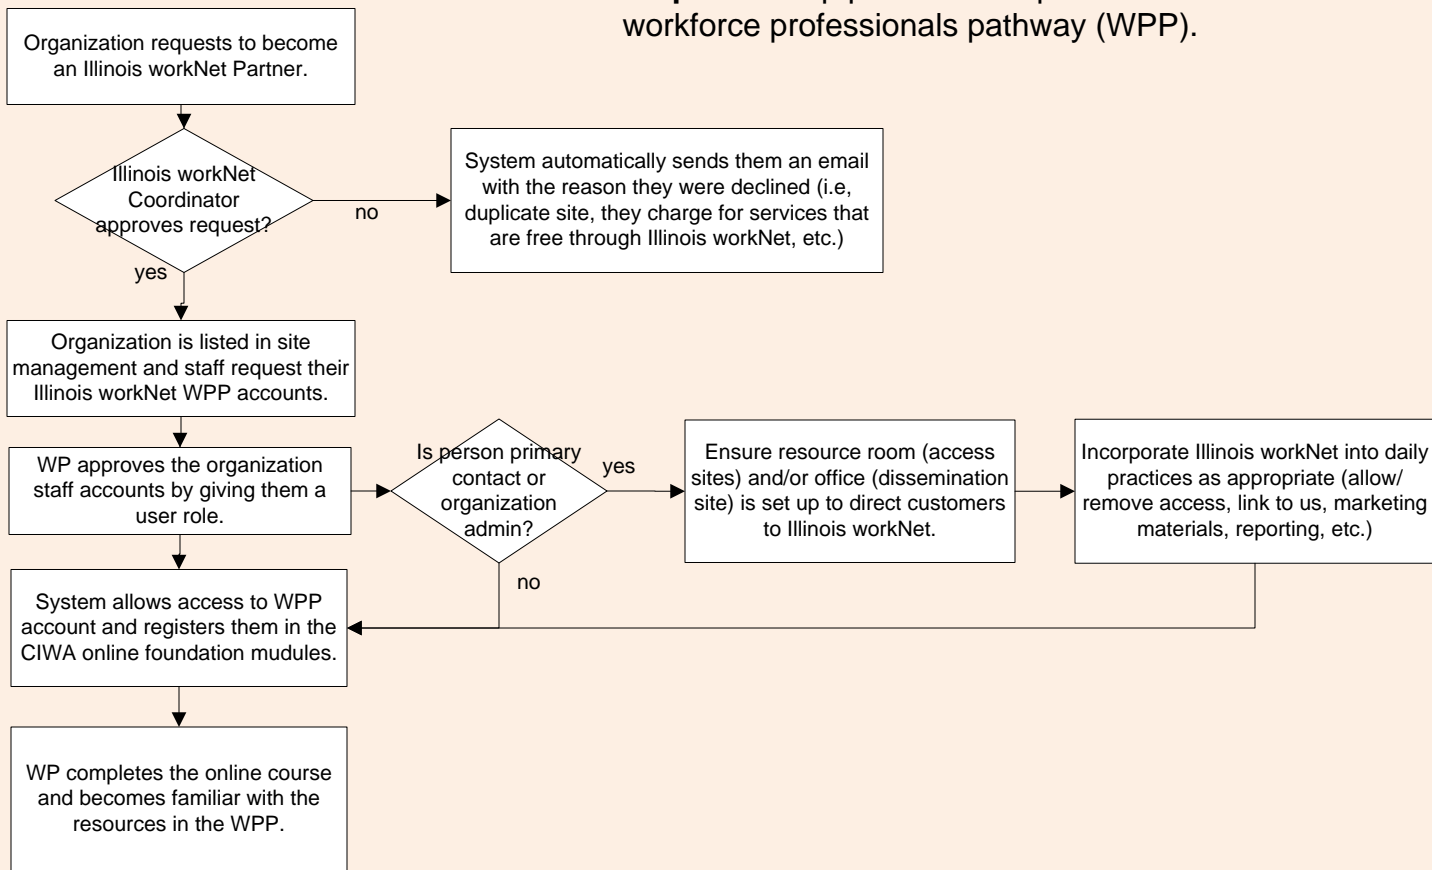 workforce professionals pathway (WPP).
Organization requests to become
an Illinois workNet Partner.
Illinois workNet
Coordinator
approves request?
no
yes
System automatically sends them an email
with the reason they were declined (i.e,
duplicate site, they charge for services that
are free through Illinois workNet, etc.)
Organization is listed in site
management and staff request their
Illinois workNet WPP accounts.
WP approves the organization
staff accounts by giving them a
user role.
Is person primary
contact or
organization
admin?
yes
no
Ensure resource room (access
sites) and/or office (dissemination
site) is set up to direct customers
to Illinois workNet.
Incorporate Illinois workNet into daily
practices as appropriate (allow/
remove access, link to us, marketing
materials, reporting, etc.)
System allows access to WPP
account and registers them in the
CIWA online foundation mudules.
WP completes the online course
and becomes familiar with the
resources in the WPP.